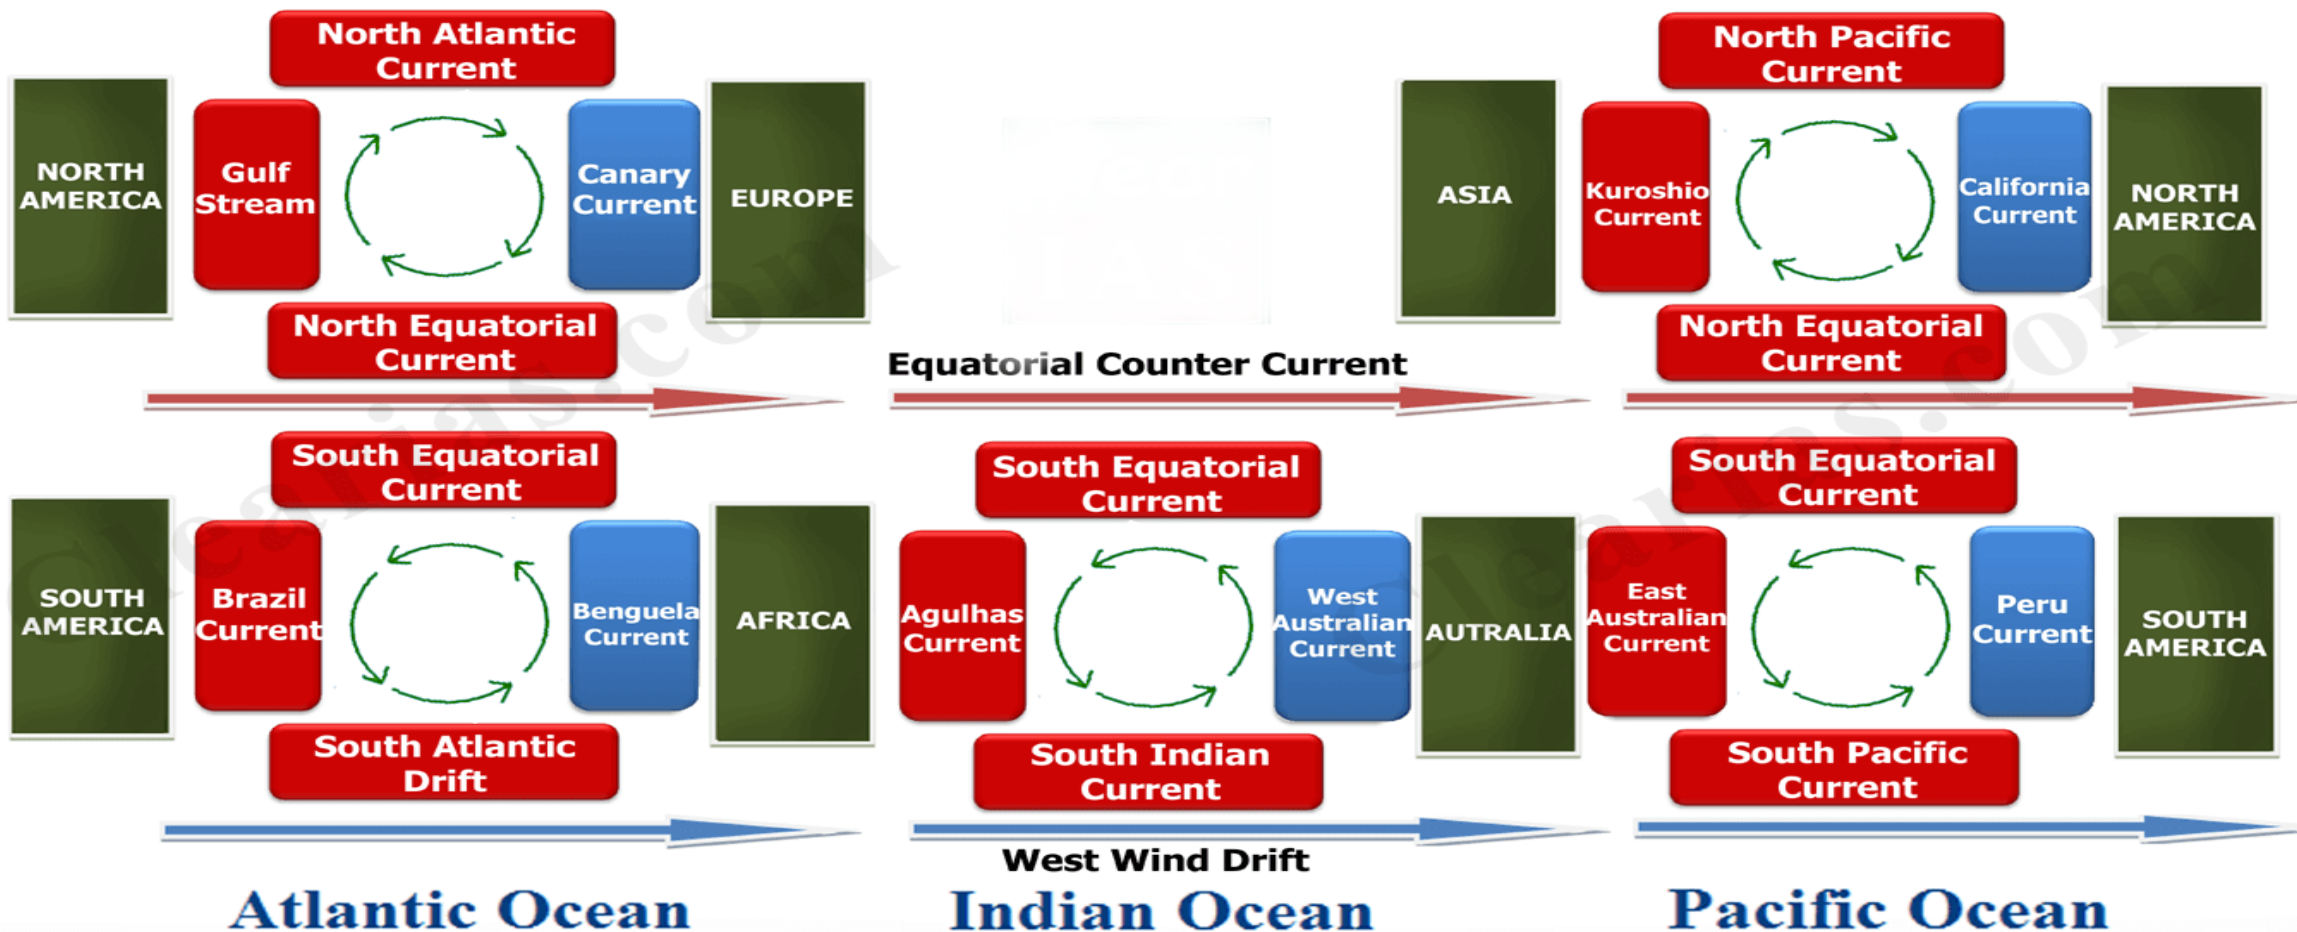 North Atlantic
Current
NORTH
AMERICA
Gulf
Stream
Canary
Current
EUROPE
North Equatorial
Current
North Pacific
Current
ASIA
Kuroshio
Current
California
Current
NORTH
AMERICA
North Equatorial
Current
Equatorial Counter Current
South Equatorial
Current
SOUTH
AMERICA
Brazil
Current
Benguela
Current
AFRICA
South Atlantic
Drift
South Equatorial
Current
Agulhas
Current
West
Australian
Current
AUTRALIA
South Indian
Current
South Equatorial
Current
East
Australian
Current
Peru
Current
SOUTH
AMERICA
South Pacific
Current
West Wind Drift
Atlantic Ocean
Indian Ocean
Pacific Ocean
Clearias.com
Clearias.com